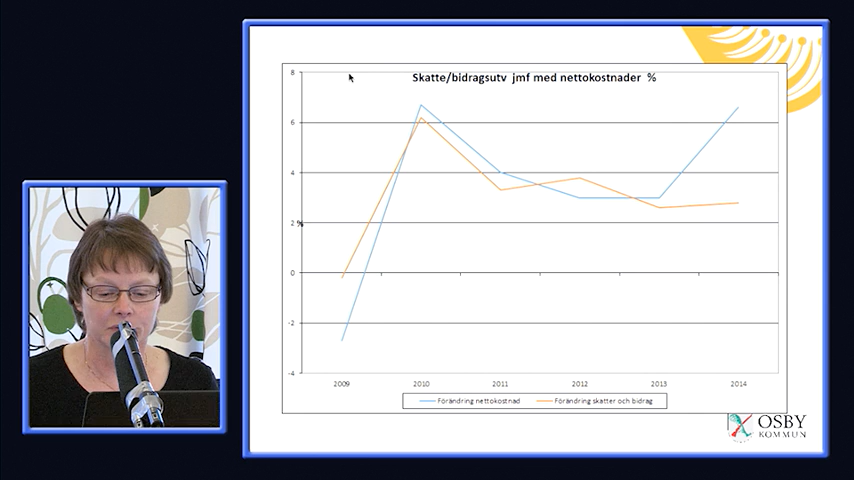 Skatte/bidragsutv jmf med nettokostnader %
8
6
4
2
%
0
-2
-4
2009 2010 2011 2012 2013 2014
Förändring nettokostnad Förändring skatter och bidrag
OSBY
KOMMUN